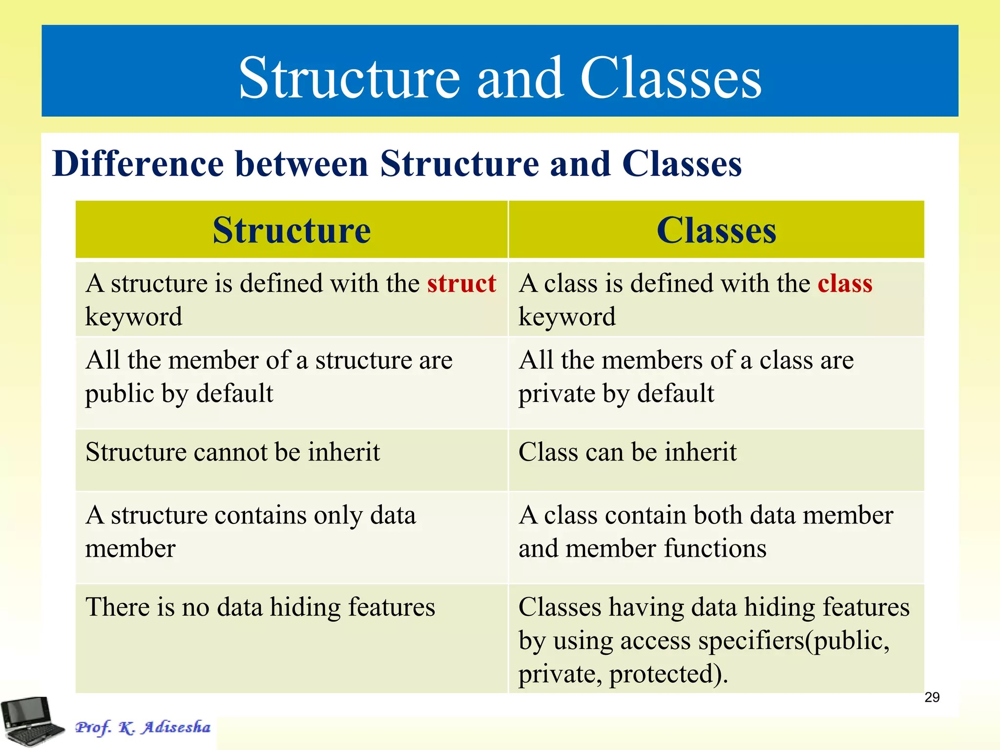 Structure and Classes
Difference between Structure and Classes
Structure
Classes
A structure is defined with the struct
keyword
A class is defined with the class
keyword
All the member of a structure are
public by default
All the members of a class are
private by default
Structure cannot be inherit
Class can be inherit
A structure contains only data
member
A class contain both data member
and member functions
There is no data hiding features
Classes having data hiding features
by using access specifiers(public,
private, protected).
29
Prof. K. Adisesha